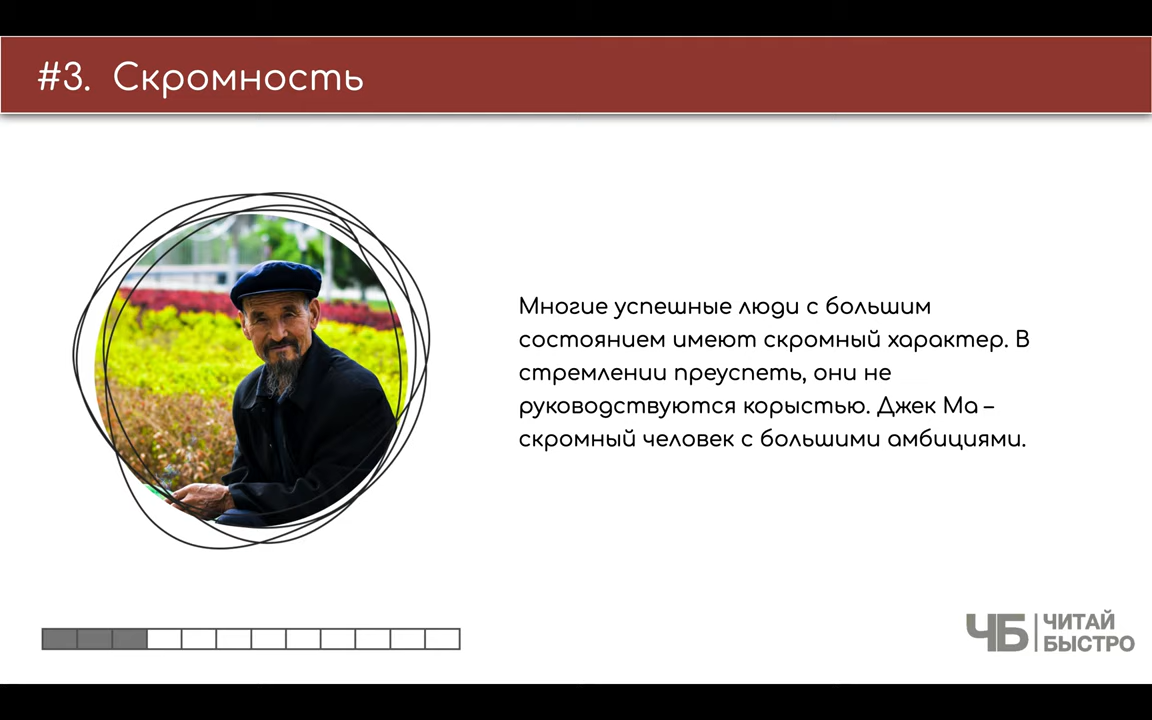 #3. Скромность
Многие успешные люди с большим
состоянием имеют скромный характер. В
стремлении преуспеть, они не
руководствуются корыстью. Джек Ма –
скромный человек с большими амбициями.
ЧБ ЧИТАЙ
БЫСТРО